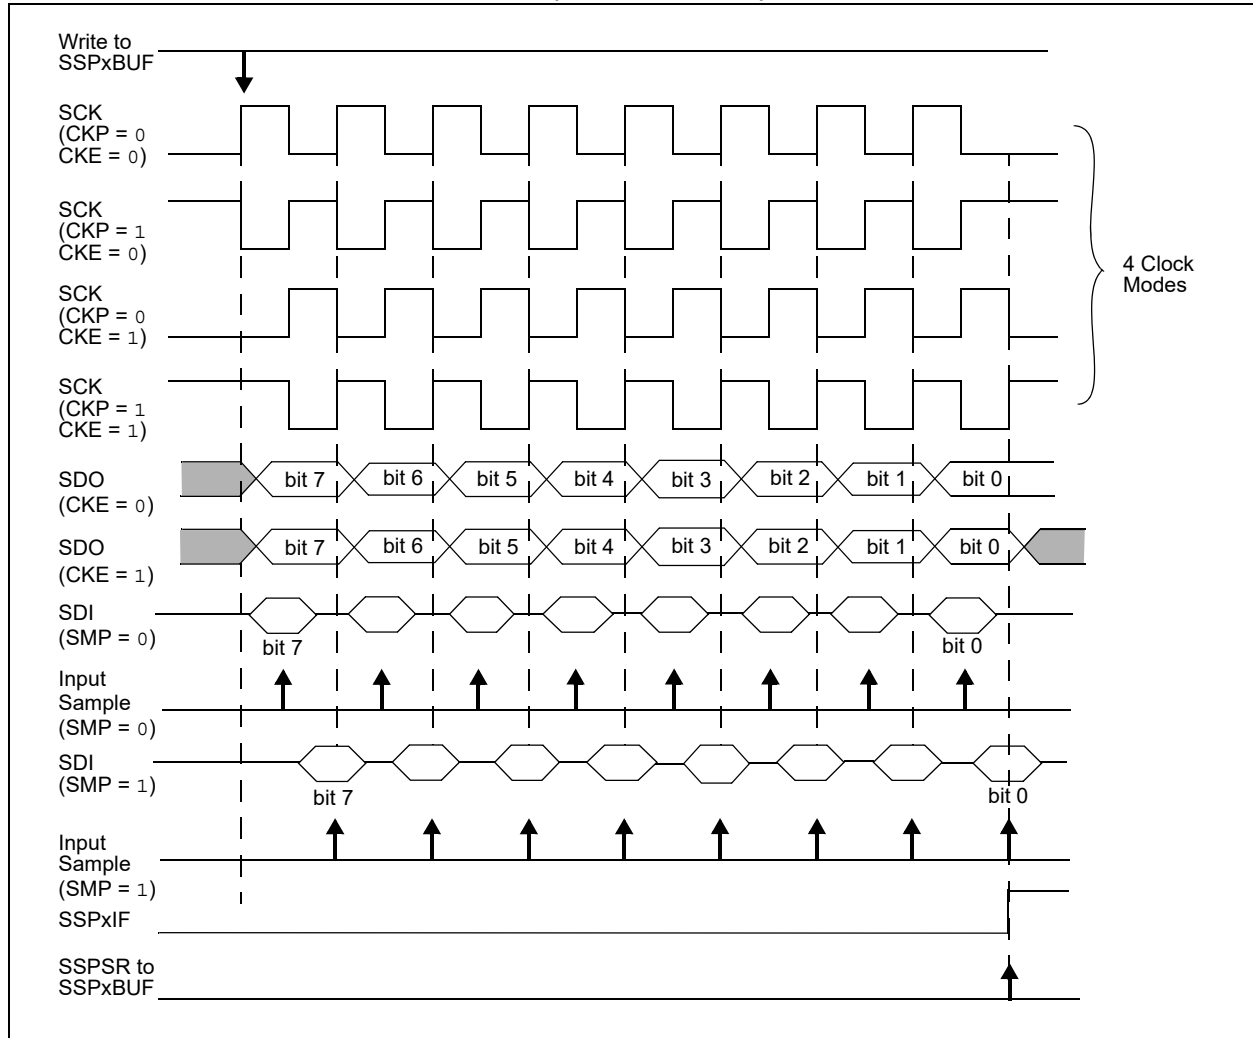 Write to
SSPxBUF
SCK
(CKP = 0
CKE = 0)
SCK
(CKP = 1
CKE = 0)
SCK
(CKP = 0
CKE = 1)
SCK
(CKP = 1
CKE = 1)
4 Clock
Modes
SDO
(CKE = 0)
bit 7 bit 6 bit 5 bit 4 bit 3 bit 2 bit 1 bit 0
SDO
(CKE = 1)
bit 7 bit 6 bit 5 bit 4 bit 3 bit 2 bit 1 bit 0
SDI
(SMP = 0)
bit 7 bit 0
Input
Sample
(SMP = 0)
SDI
(SMP = 1)
bit 7 bit 0
Input
Sample
(SMP = 1)
SSPxIF
SSPSR to
SSPxBUF